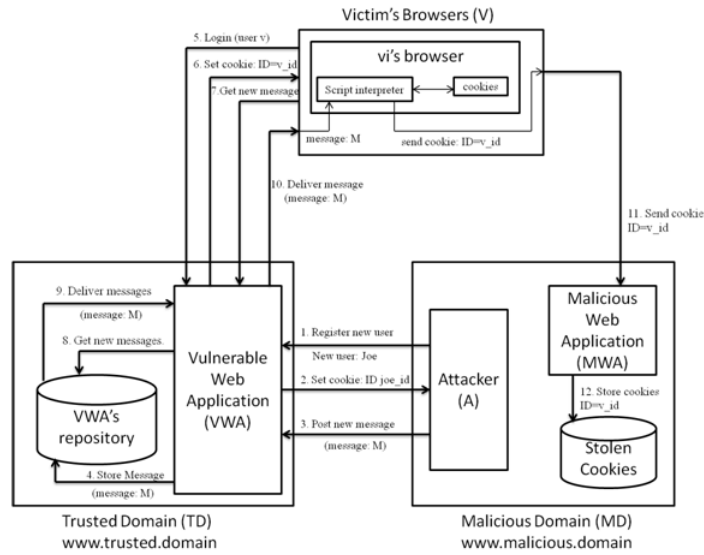 Victim's Browsers (V)
5. Login (user v)
6. Set cookie: ID=v_id
7.Get new message
vi's browser
Script interpreter
cookies
message: M
send cookie: ID=v_id
10. Deliver message
(message: M)
11. Send cookie
ID=v_id
9. Deliver messages
(message: M)
8. Get new messages.
VWA's
repository
4. Store Message
(message: M)
Vulnerable
Web
Application
(VWA)
1. Register new user
New user: Joe
2. Set cookie: ID joe_id
3. Post new message
(message: M)
Attacker
(A)
Malicious
Web
Application
(MWA)
12. Store cookies
ID=v_id
Stolen
Cookies
Trusted Domain (TD)
www.trusted.domain
Malicious Domain (MD)
www.malicious.domain